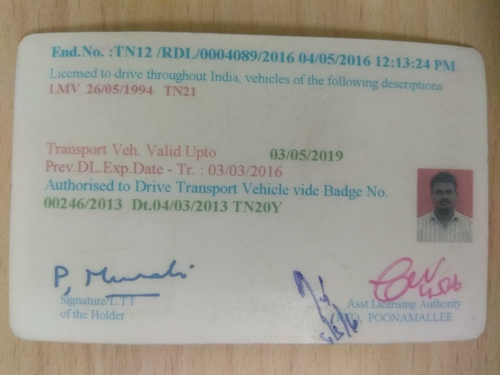 End.No. :TN12 /RDL/0004089/2016 04/05/2016 12:13:24 PM
Licensed to drive throughout India, vehicles of the following descriptions
LMV 26/05/1994 TN21
Transport Veh. Valid Upto 03/05/2019
Prev.DL.Exp.Date - Tr. : 03/03/2016
Authorised to Drive Transport Vehicle vide Badge No.
00246/2013 Dt.04/03/2013 TN20Y
P, Murali
Signature/LTI
of the Holder
Asst Licensing Authority
RTO, POONAMALLEE